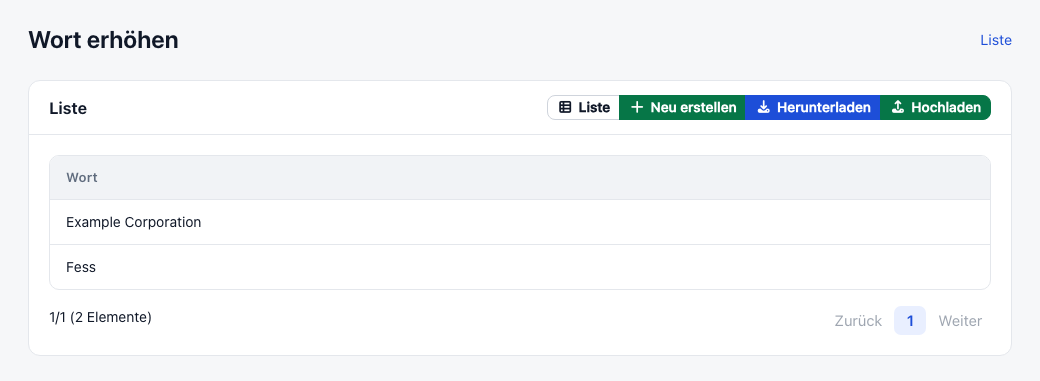 Wort erhöhen
Liste
Liste
Liste
Neu erstellen
Herunterladen
Hochladen
Wort
Example Corporation
Fess
1/1 (2 Elemente)
Zurück
1
Weiter